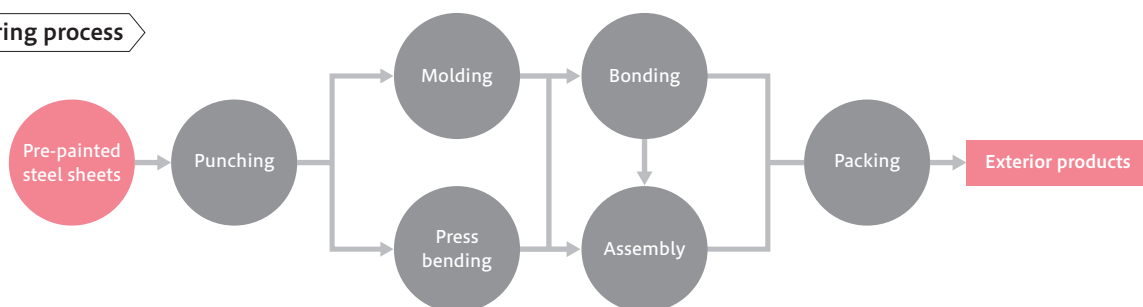 ring process
Pre-painted
steel sheets
Punching
Molding
Press
bending
Bonding
Assembly
Packing
Exterior products